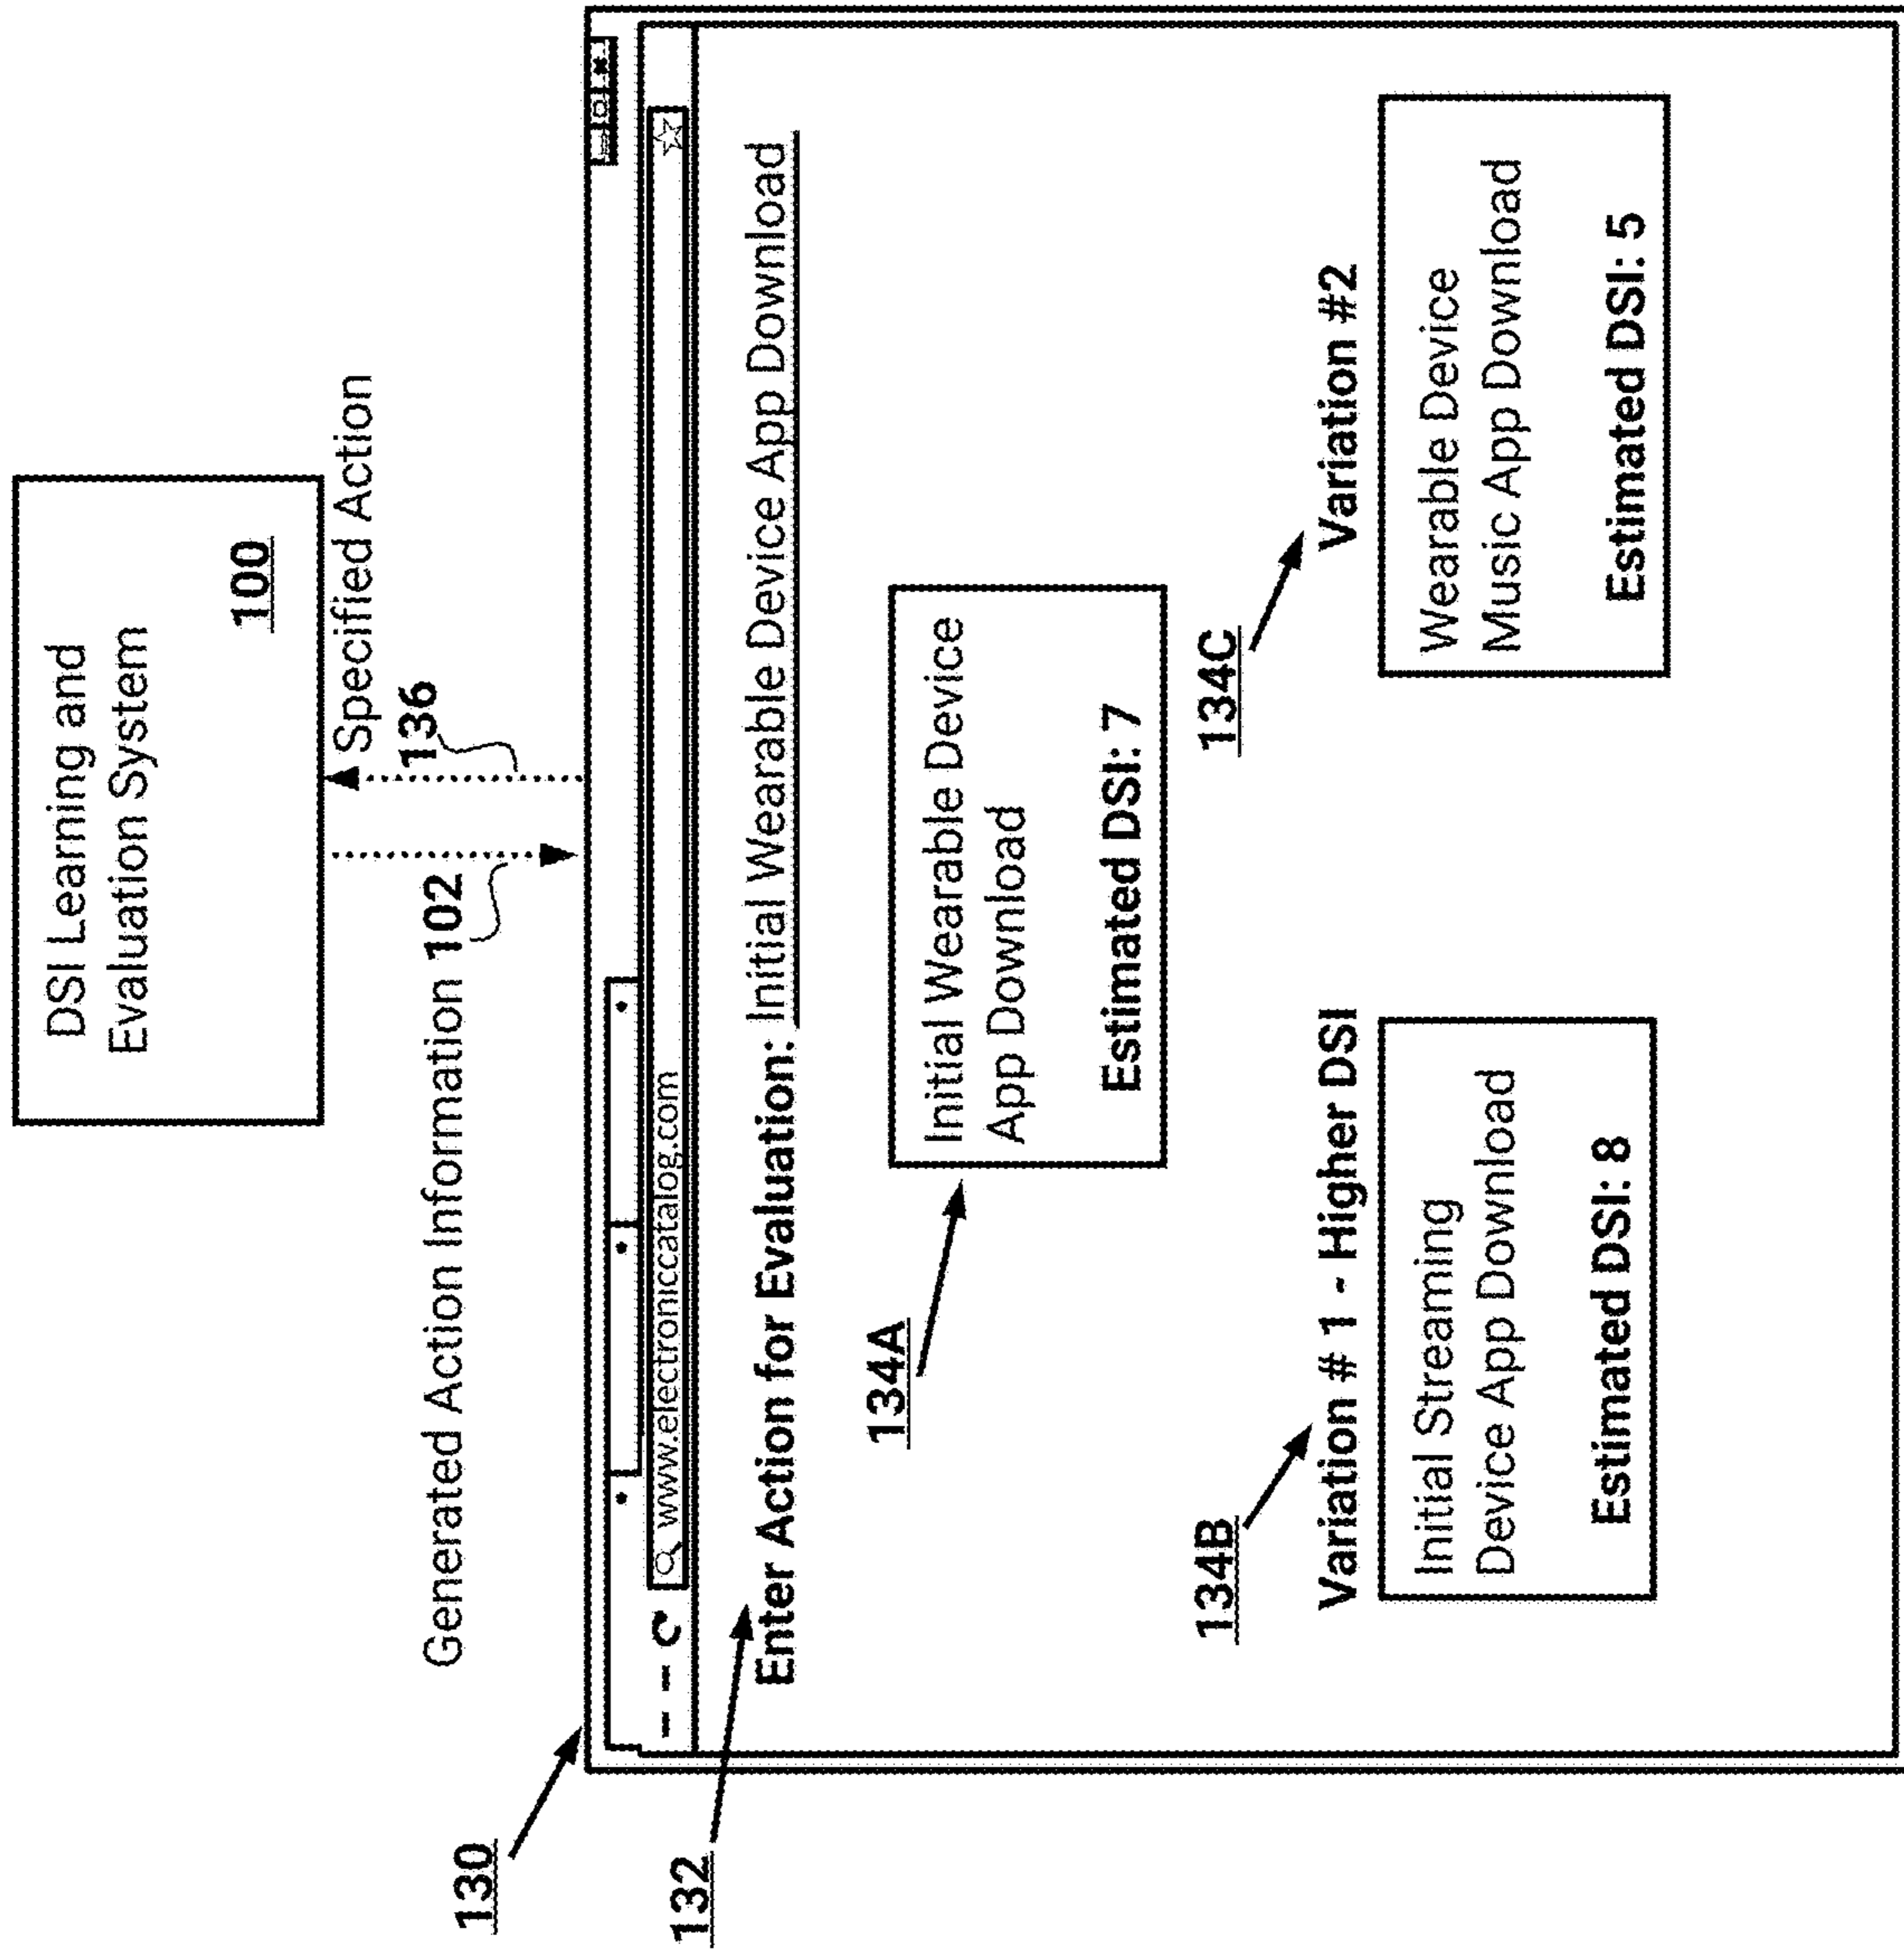 DSI Learning and
Evaluation System
100
Generated Action Information 102
Specified Action
136
130
www.electroniccatalog.com
132
Enter Action for Evaluation: Initial Wearable Device App Download
134A
Initial Wearable Device
App Download
Estimated DSI: 7
134B
Variation # 1 - Higher DSI
Initial Streaming
Device App Download
Estimated DSI: 8
134C
Variation #2
Wearable Device
Music App Download
Estimated DSI: 5